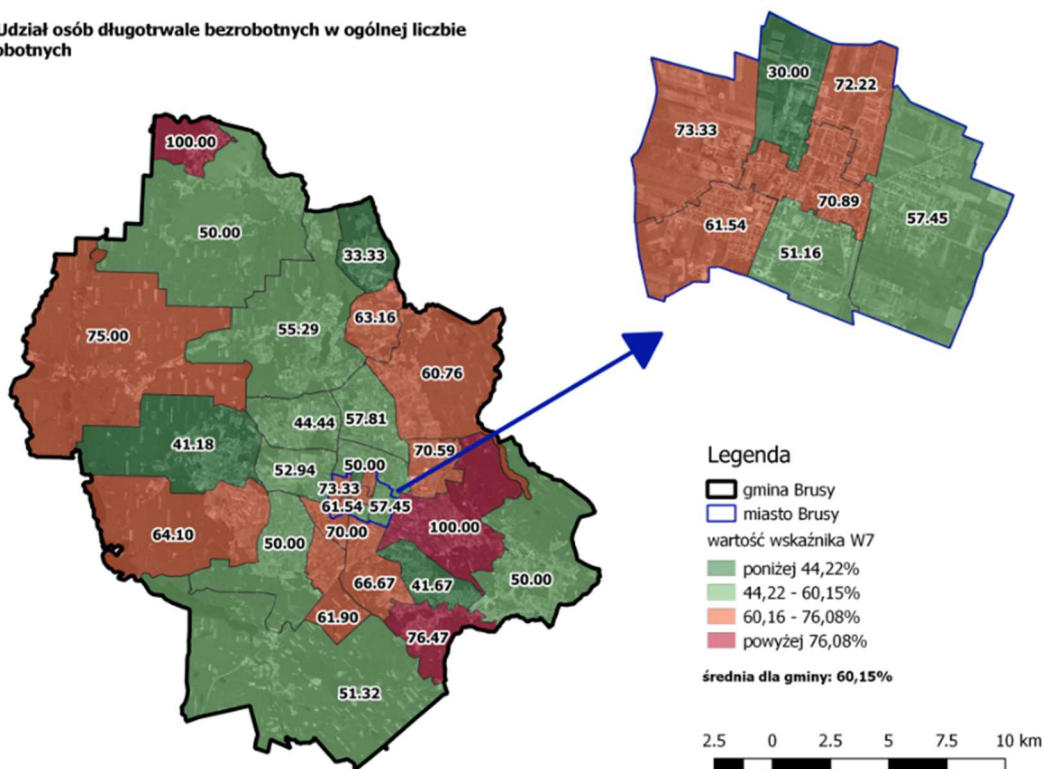 Udział osób długotrwale bezrobotnych w ogólnej liczbie
obotnych
30.00
72.22
73.33
70.89
61.54
57.45
51.16
100.00
50.00
33.33
63.16
55.29
75.00
60.76
44.44
57.81
41.18
70.59
52.94
50.00
73.33
61.54
57.45
64.10
50.00
70.00
100.00
66.67
41.67
50.00
61.90
76.47
51.32
Legenda
gmina Brusy
miasto Brusy
wartość wskaźnika W7
poniżej 44,22%
44,22 - 60,15%
60,16 - 76,08%
powyżej 76,08%
średnia dla gminy: 60,15%
2.5 0 2.5 5 7.5 10 km